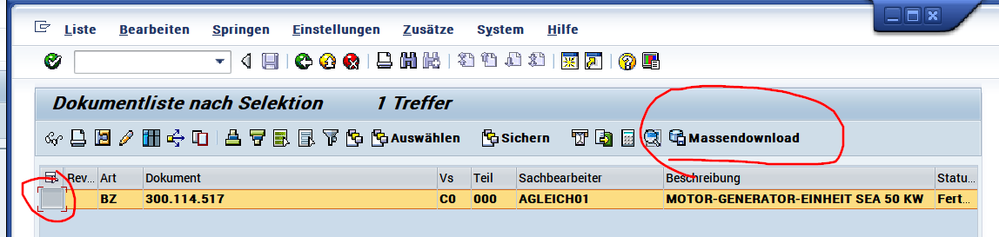 Liste Bearbeiten Springen Einstellungen Zusätze System Hilfe
Dokumentliste nach Selektion 1 Treffer
Auswählen Sichern Massendownload
Rev... Art Dokument Vs Teil Sachbearbeiter Beschreibung Statu...
BZ 300.114.517 C0 000 AGLEICH01 MOTOR-GENERATOR-EINHEIT SEA 50 KW Fert...